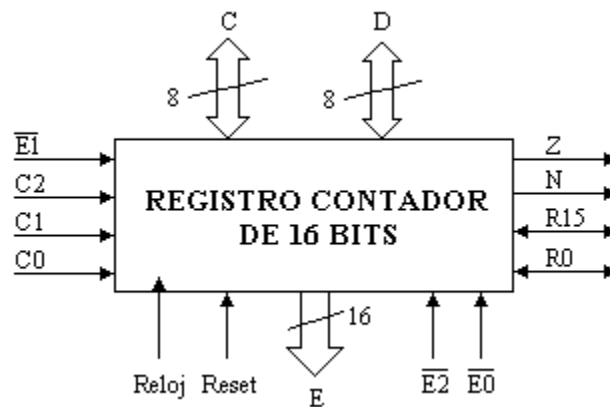 C D
8 8
E1
C2
C1
C0
REGISTRO CONTADOR
DE 16 BITS
Z
N
R15
R0
16
Reloj Reset E2 E0
E